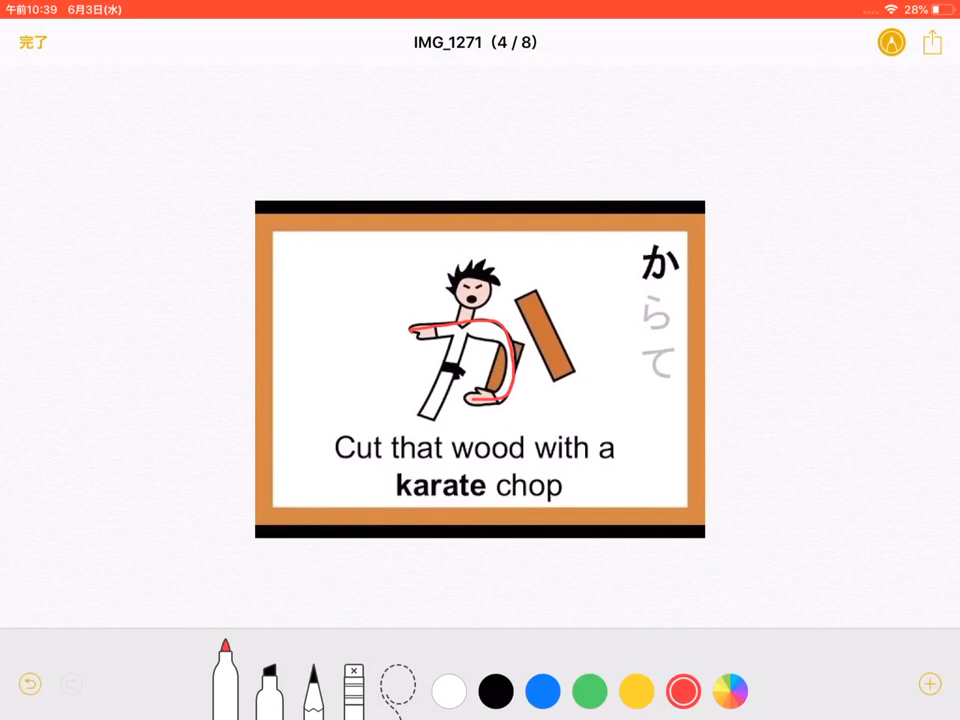 午前10:39 6月3日(水) 28%
完了 IMG_1271（4 / 8）
か
ら
て
Cut that wood with a
karate chop